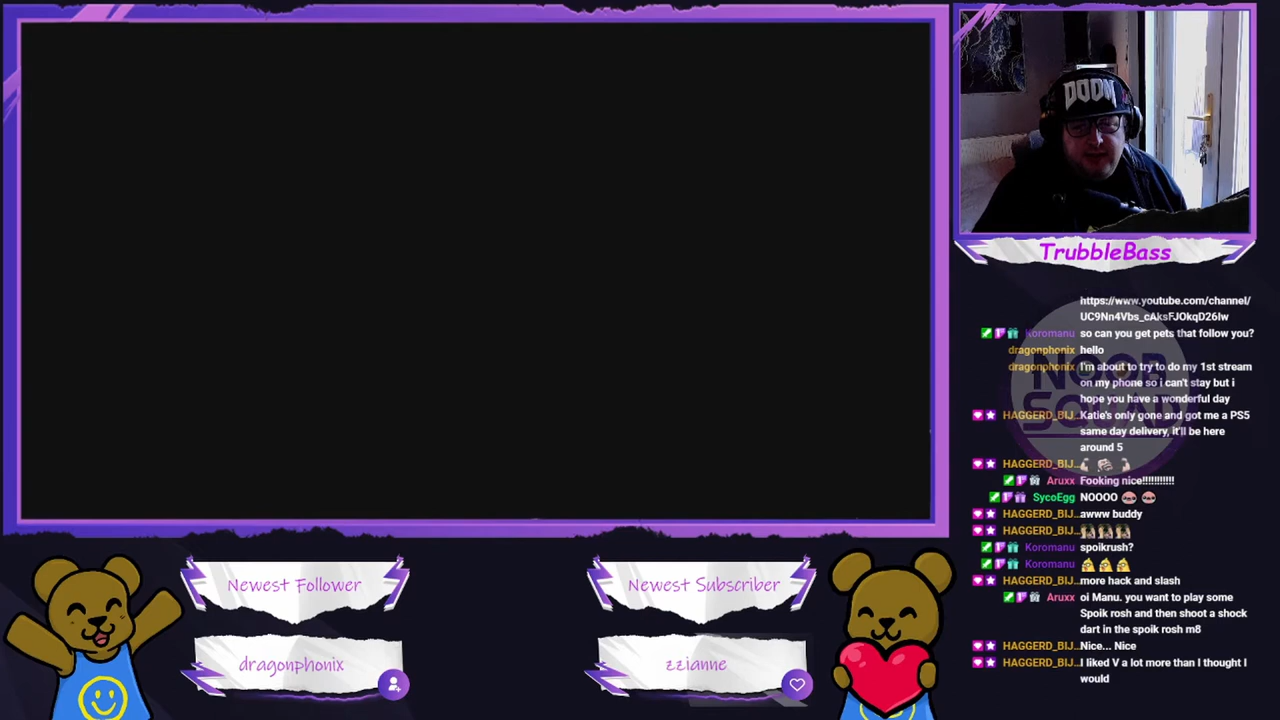 DOOM
TrubbleBass
https://www.youtube.com/channel/
UC9Nn4Vbs_cAksFJOkqD26lw
Koromanu so can you get pets that follow you?
dragonphonix hello
dragonphonix I'm about to try to do my 1st stream
on my phone so i can't stay but i
hope you have a wonderful day
HAGGERD_BIJ... Katie's only gone and got me a PS5
same day delivery, it'll be here
around 5
HAGGERD_BIJ...
Aruxx Fooking nice!!!!!!!!!!!
SycoEgg NOOOO
HAGGERD_BIJ... awww buddy
HAGGERD_BIJ...
Koromanu spoikrush?
Koromanu
HAGGERD_BIJ... more hack and slash
Aruxx oi Manu. you want to play some
Spoik rosh and then shoot a shock
dart in the spoik rosh m8
HAGGERD_BIJ... Nice... Nice
HAGGERD_BIJ... I liked V a lot more than I thought I
would
NOOB
SQUAD
Newest Follower
dragonphonix
Newest Subscriber
zzianne